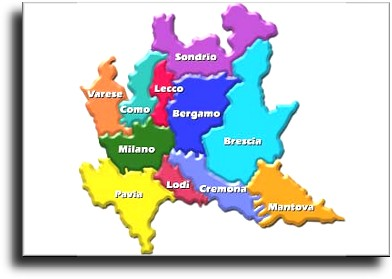 Sondrio
Varese
Lecco
Como
Bergamo
Brescia
Milano
Lodi
Pavia
Cremona
Mantova